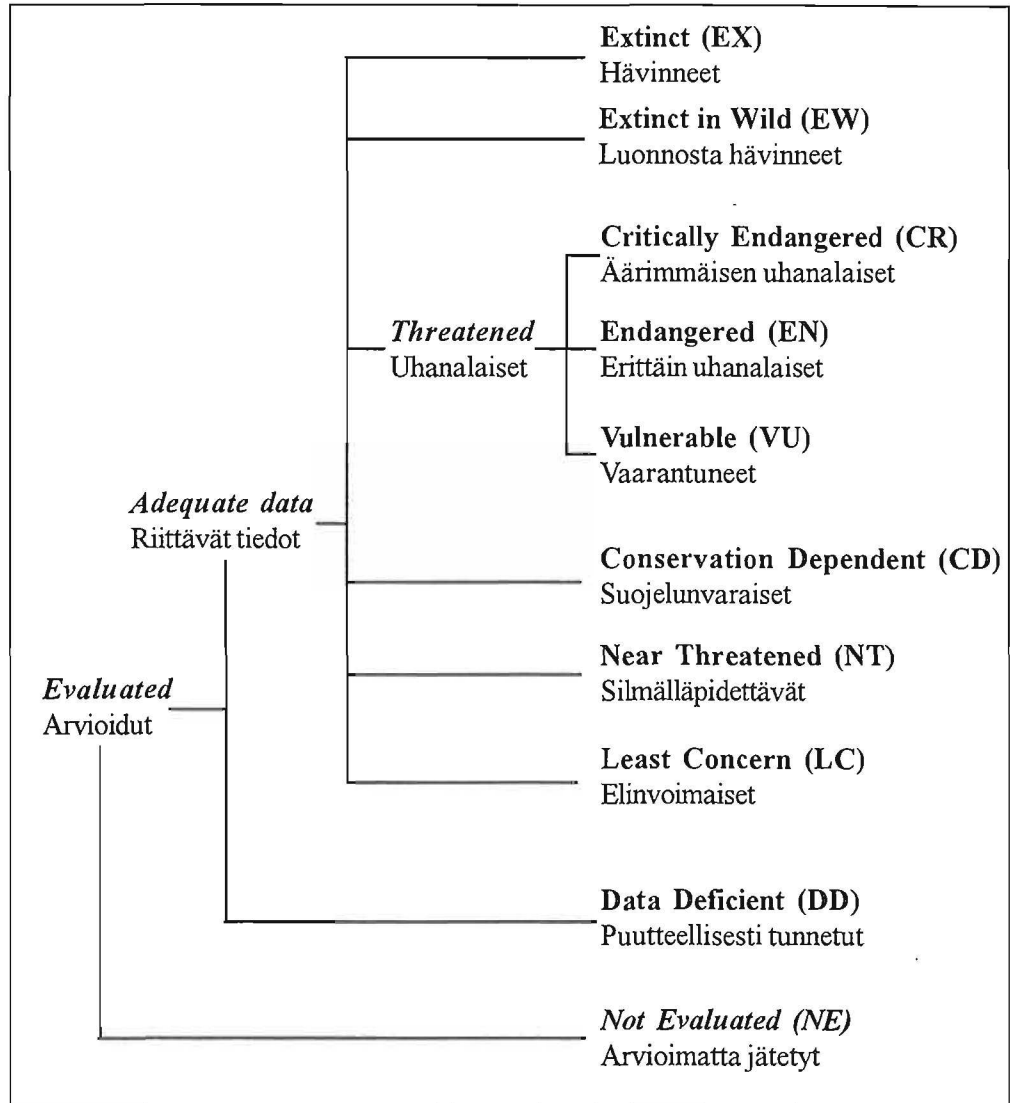 Extinct (EX)
Hävinneet
Extinct in Wild (EW)
Luonnosta hävinneet
Critically Endangered (CR)
Äärimmäisen uhanalaiset
Threatened
Uhanalaiset
Endangered (EN)
Erittäin uhanalaiset
Vulnerable (VU)
Vaarantuneet
Adequate data
Riittävät tiedot
Conservation Dependent (CD)
Suojelunvaraiset
Near Threatened (NT)
Silmälläpidettävät
Evaluated
Arvioidut
Least Concern (LC)
Elinvoimaiset
Data Deficient (DD)
Puutteellisesti tunnetut
Not Evaluated (NE)
Arvioimatta jätetyt